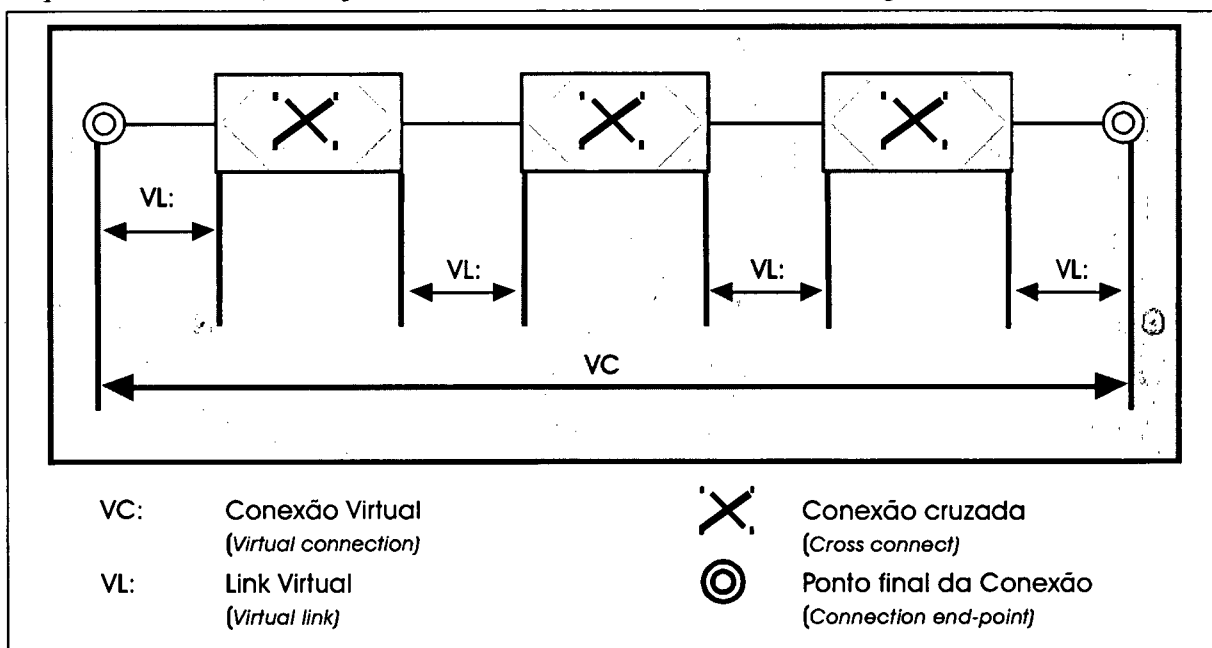 VL:
VL:
VL:
VL:
VC
VC: Conexão Virtual
(Virtual connection)
VL: Link Virtual
(Virtual link)
Conexão cruzada
(Cross connect)
Ponto final da Conexão
(Connection end-point)